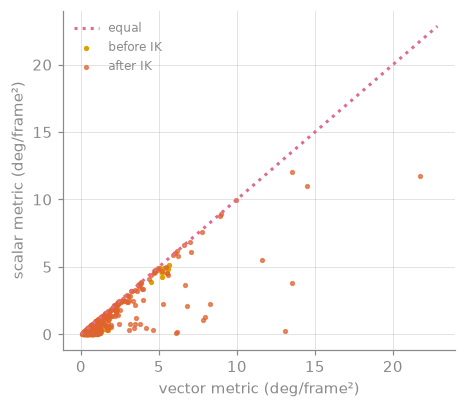 equal
before IK
after IK
scalar metric (deg/frame²)
20
15
10
5
0
0 5 10 15 20
vector metric (deg/frame²)